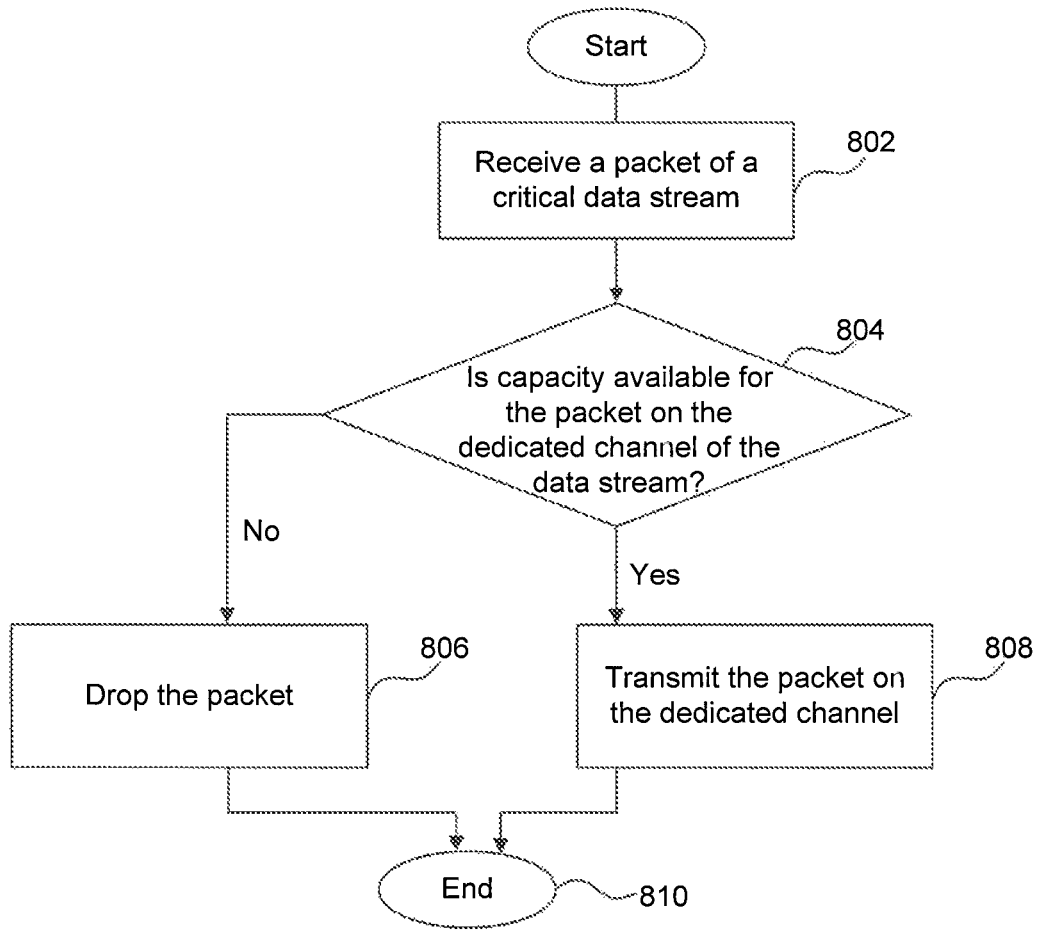 Start
802
Receive a packet of a
critical data stream
804
Is capacity available for
the packet on the
dedicated channel of the
data stream?
No
Yes
806
Drop the packet
808
Transmit the packet on
the dedicated channel
End
810